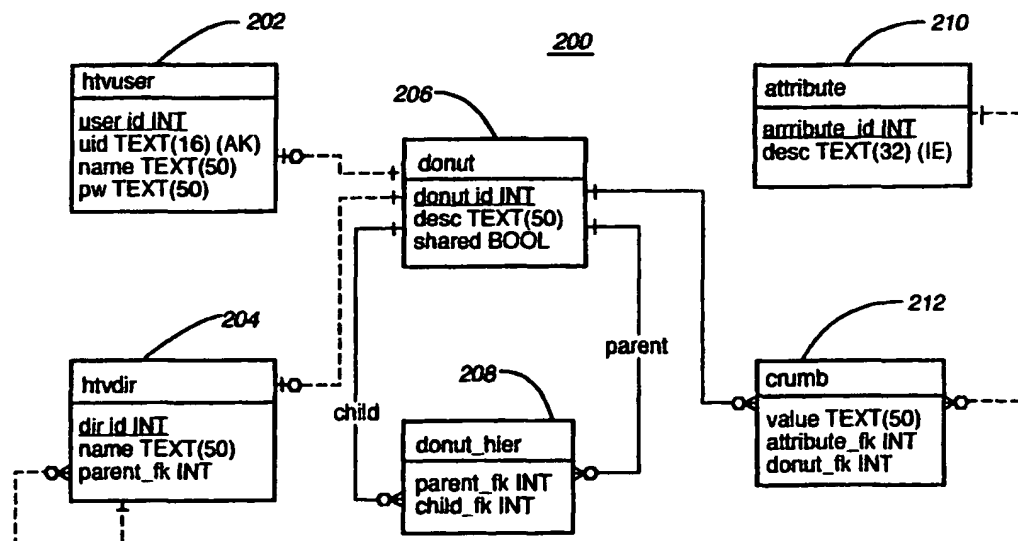 202
htvuser
user id INT
uid TEXT(16) (AK)
name TEXT(50)
pw TEXT(50)
200
206
donut
donut id INT
desc TEXT(50)
shared BOOL
210
attribute
arrribute_id INT
desc TEXT(32) (IE)
204
htvdir
dir id INT
name TEXT(50)
parent_fk INT
child
parent
208
donut_hier
parent_fk INT
child_fk INT
212
crumb
value TEXT(50)
attribute_fk INT
donut_fk INT